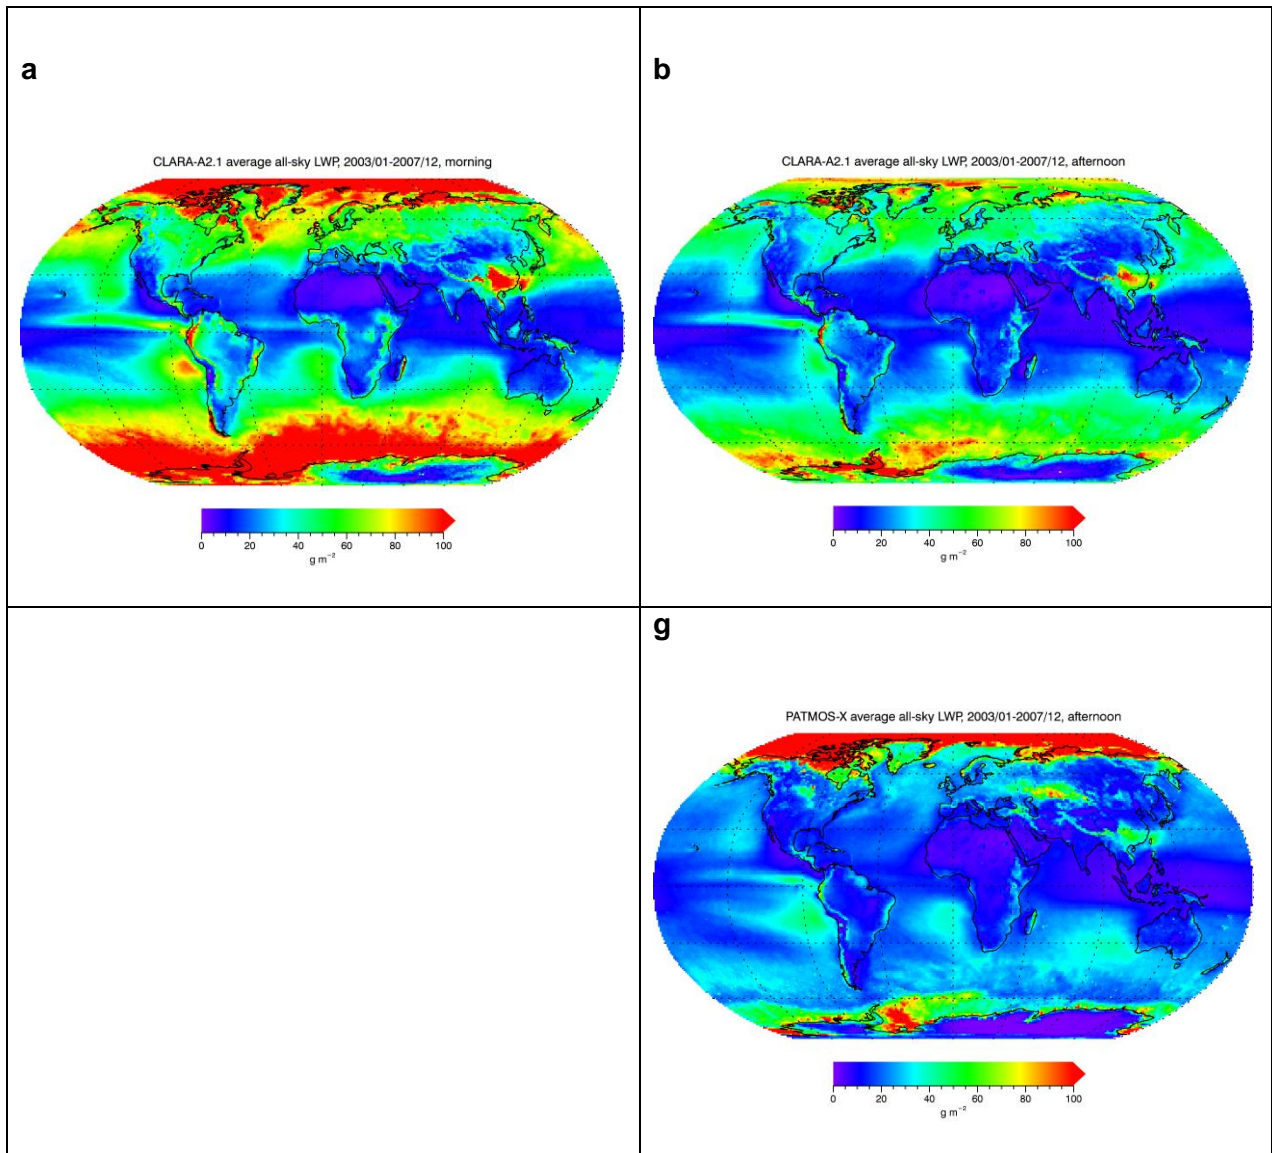 a
CLARA-A2.1 average all-sky LWP, 2003/01-2007/12, morning
0 20 40 60 80 100
g m⁻²
b
CLARA-A2.1 average all-sky LWP, 2003/01-2007/12, afternoon
0 20 40 60 80 100
g m⁻²
g
PATMOS-X average all-sky LWP, 2003/01-2007/12, afternoon
0 20 40 60 80 100
g m⁻²